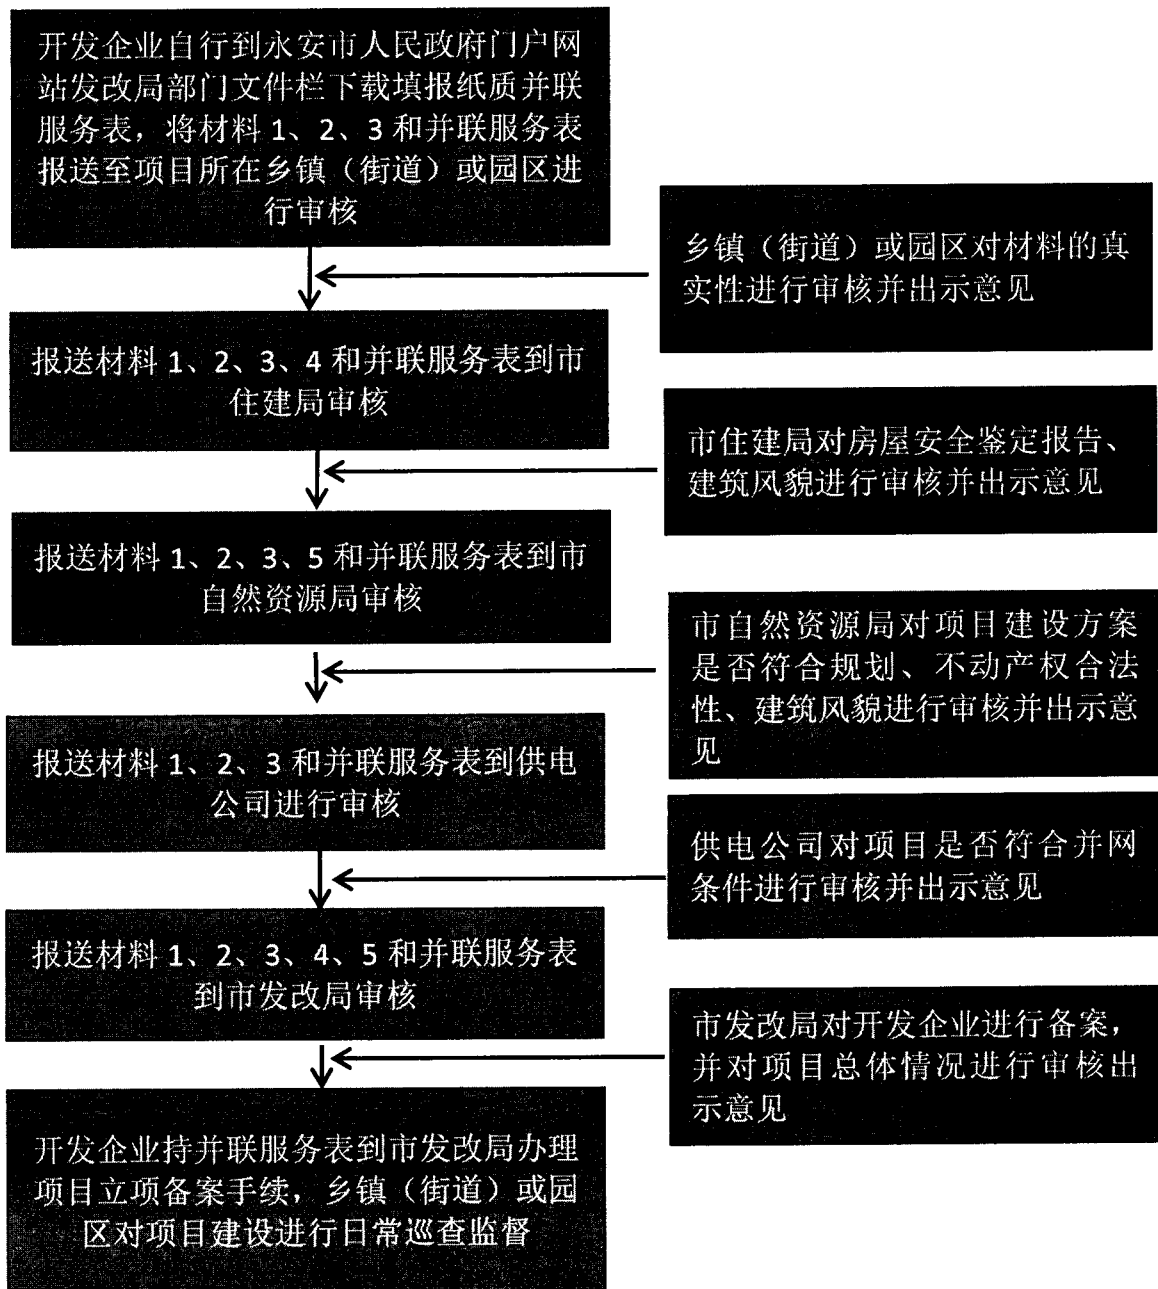 开发企业自行到永安市人民政府门户网
站发改局部门文件栏下载填报纸质并联
服务表，将材料 1、2、3 和并联服务表
报送至项目所在乡镇（街道）或园区进
行审核
乡镇（街道）或园区对材料的真
实性进行审核并出示意见
报送材料 1、2、3、4 和并联服务表到市
住建局审核
市住建局对房屋安全鉴定报告、
建筑风貌进行审核并出示意见
报送材料 1、2、3、5 和并联服务表到市
自然资源局审核
市自然资源局对项目建设方案
是否符合规划、不动产权合法
性、建筑风貌进行审核并出示意
见
报送材料 1、2、3 和并联服务表到供电
公司进行审核
供电公司对项目是否符合并网
条件进行审核并出示意见
报送材料 1、2、3、4、5 和并联服务表
到市发改局审核
市发改局对开发企业进行备案，
并对项目总体情况进行审核出
示意见
开发企业持并联服务表到市发改局办理
项目立项备案手续，乡镇（街道）或园
区对项目建设进行日常巡查监督